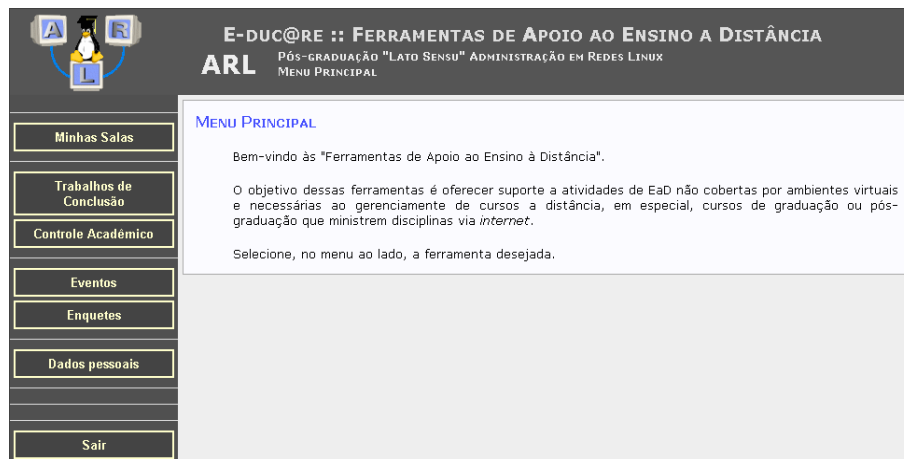 A R
L
E-DUC@RE :: FERRAMENTAS DE APOIO AO ENSINO A DISTÂNCIA
ARL
PÓS-GRADUAÇÃO "LATO SENSU" ADMINISTRAÇÃO EM REDES LINUX
MENU PRINCIPAL
Minhas Salas
Trabalhos de
Conclusão
Controle Acadêmico
Eventos
Enquetes
Dados pessoais
Sair
MENU PRINCIPAL
Bem-vindo às "Ferramentas de Apoio ao Ensino à Distância".
O objetivo dessas ferramentas é oferecer suporte a atividades de EaD não cobertas por ambientes virtuais
e necessárias ao gerenciamento de cursos a distância, em especial, cursos de graduação ou pós-
graduação que ministrem disciplinas via internet.
Selecione, no menu ao lado, a ferramenta desejada.